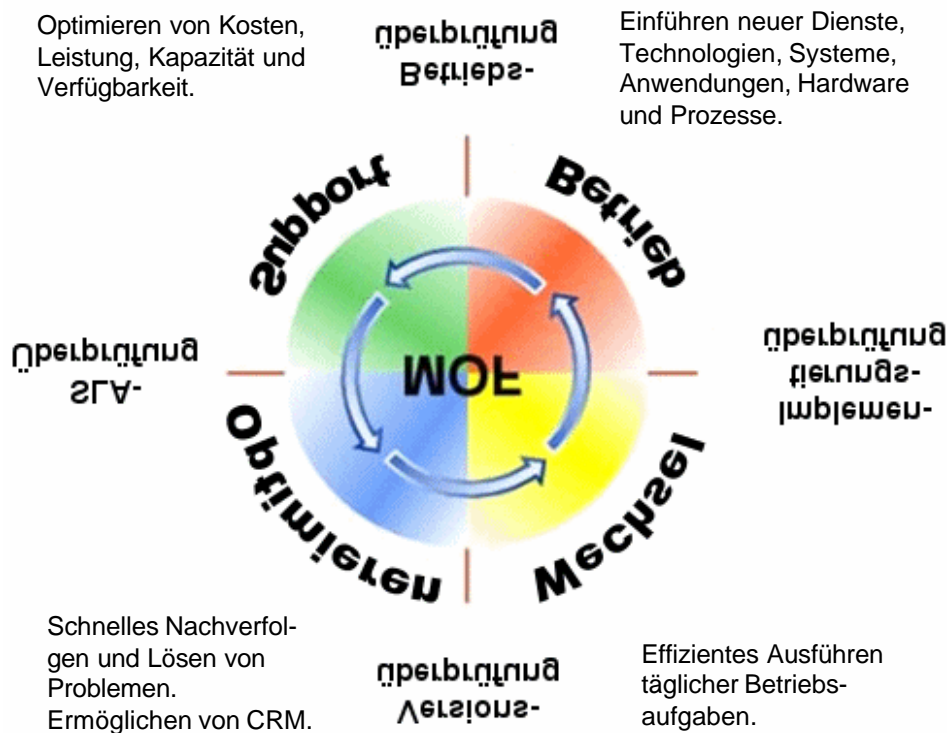 Optimieren von Kosten,
Leistung, Kapazität und
Verfügbarkeit.
Betriebs-
überprüfung
Einführen neuer Dienste,
Technologien, Systeme,
Anwendungen, Hardware
und Prozesse.
Support
Betrieb
SLA-
Überprüfung
MOF
Implemen-
tierungs-
überprüfung
Optimieren
Wechsel
Schnelles Nachverfol-
gen und Lösen von
Problemen.
Ermöglichen von CRM.
Versions-
überprüfung
Effizientes Ausführen
täglicher Betriebs-
aufgaben.